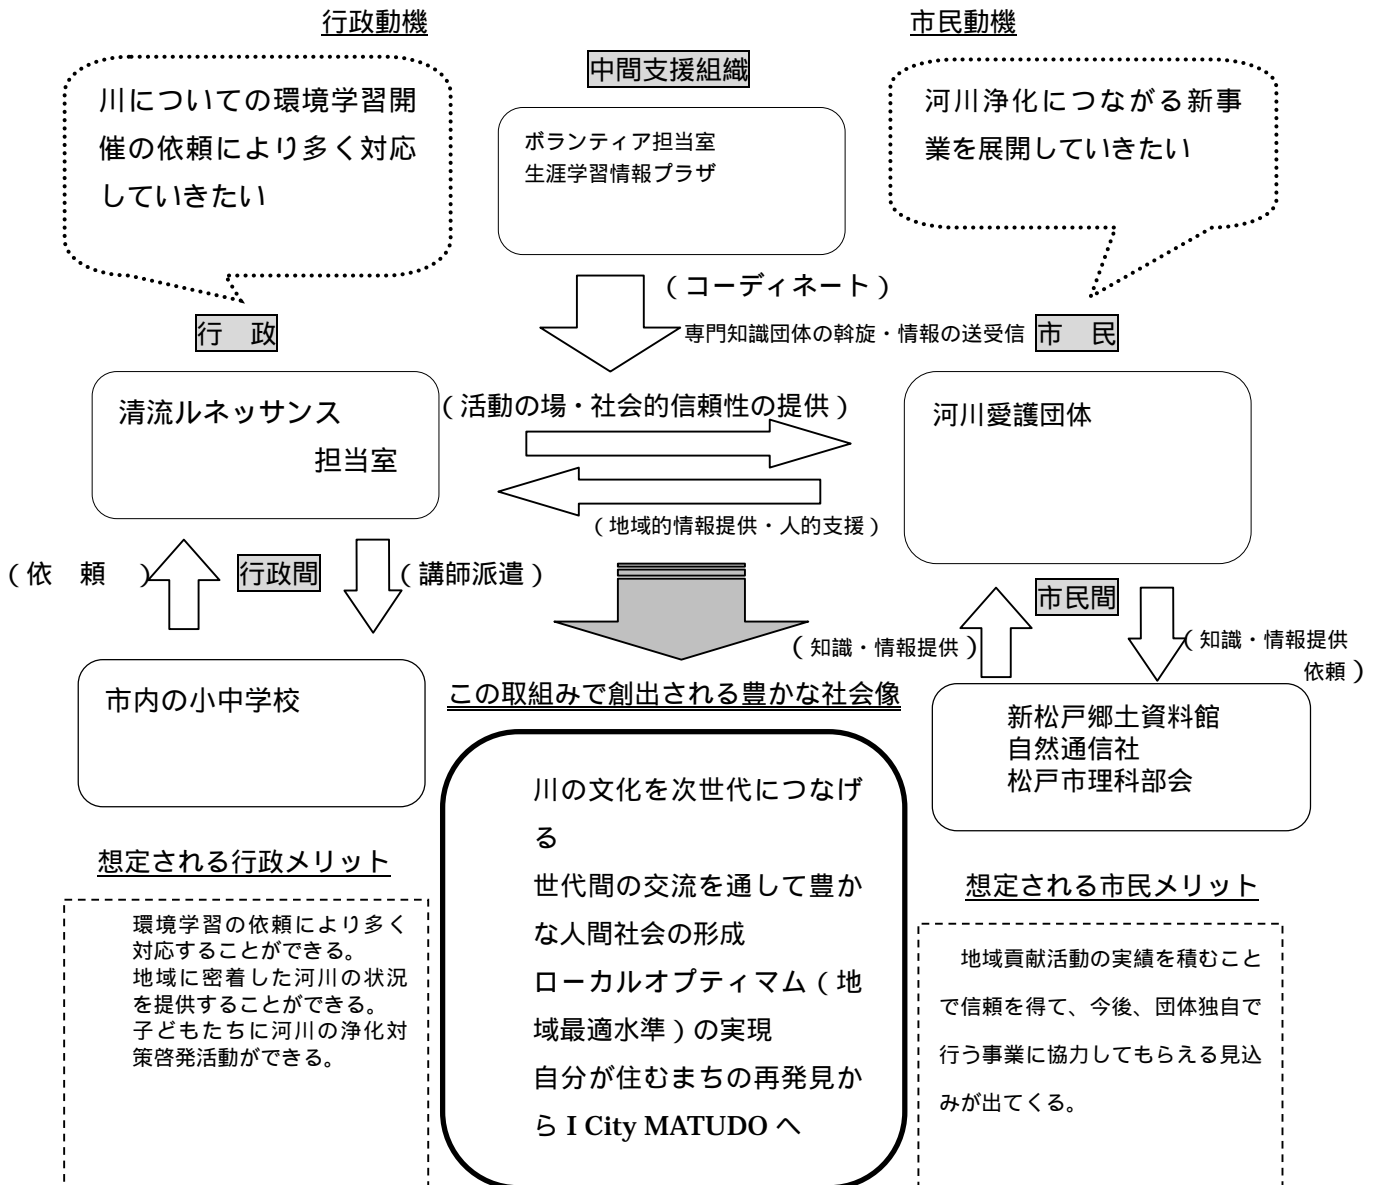 行政動機
市民動機
中間支援組織
川についての環境学習開
催の依頼により多く対応
していきたい
ボランティア担当室
生涯学習情報プラザ
河川浄化につながる新事
業を展開していきたい
(コーディネート)
専門知識団体の斡旋・情報の送受信
行　政
市　民
清流ルネッサンス
担当室
(活動の場・社会的信頼性の提供)
(地域的情報提供・人的支援)
河川愛護団体
(依　頼　)
行政間
(講師派遣)
市民間
(知識・情報提供)
(知識・情報提供
依頼)
市内の小中学校
この取組みで創出される豊かな社会像
新松戸郷土資料館
自然通信社
松戸市理科部会
川の文化を次世代につなげ
る
世代間の交流を通して豊か
な人間社会の形成
ローカルオプティマム(地
域最適水準)の実現
自分が住むまちの再発見か
ら I City MATUDO へ
想定される行政メリット
環境学習の依頼により多く
対応することができる。
地域に密着した河川の状況
を提供することができる。
子どもたちに河川の浄化対
策啓発活動ができる。
想定される市民メリット
地域貢献活動の実績を積むこと
で信頼を得て、今後、団体独自で
行う事業に協力してもらえる見込
みが出てくる。